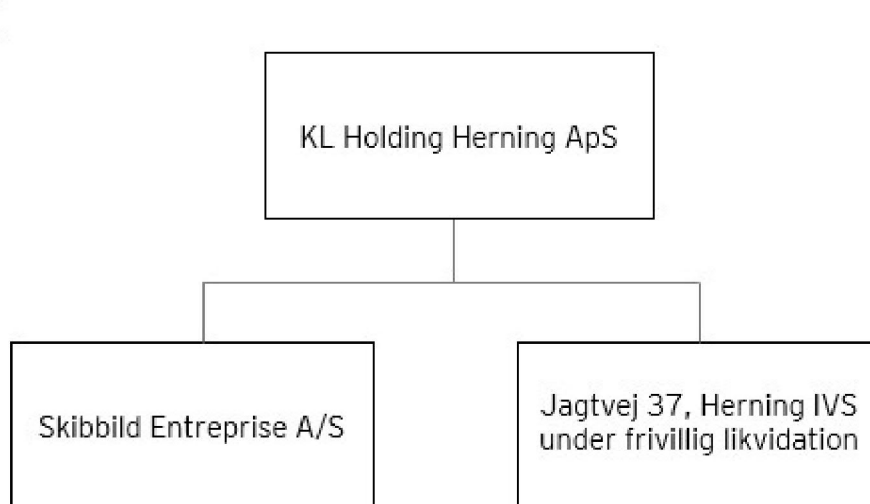 KL Holding Herning ApS
Skibbild Entreprise A/S
Jagtvej 37, Herning IVS
under frivillig likvidation